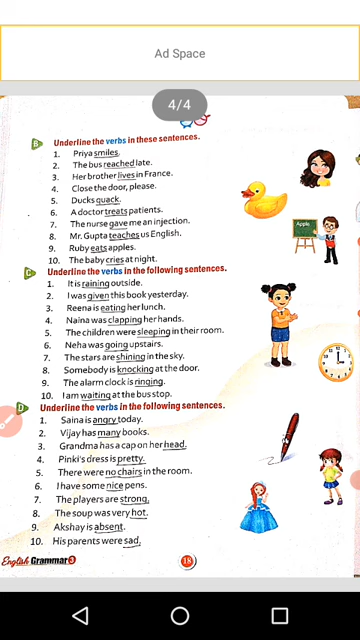 Ad Space
4/4
B Underline the verbs in these sentences.
1. Priya smiles.
2. The bus reached late.
3. Her brother lives in France.
4. Close the door, please.
5. Ducks quack.
6. A doctor treats patients.
7. The nurse gave me an injection.
8. Mr. Gupta teaches us English.
9. Ruby eats apples.
10. The baby cries at night.
Apple
C Underline the verbs in the following sentences.
1. It is raining outside.
2. I was given this book yesterday.
3. Reena is eating her lunch.
4. Naina was clapping her hands.
5. The children were sleeping in their room.
6. Neha was going upstairs.
7. The stars are shining in the sky.
8. Somebody is knocking at the door.
9. The alarm clock is ringing.
10. I am waiting at the bus stop.
D Underline the verbs in the following sentences.
1. Saina is angry today.
2. Vijay has many books.
3. Grandma has a cap on her head.
4. Pinki's dress is pretty.
5. There were no chairs in the room.
6. I have some nice pens.
7. The players are strong.
8. The soup was very hot.
9. Akshay is absent.
10. His parents were sad.
English Grammar 3
18